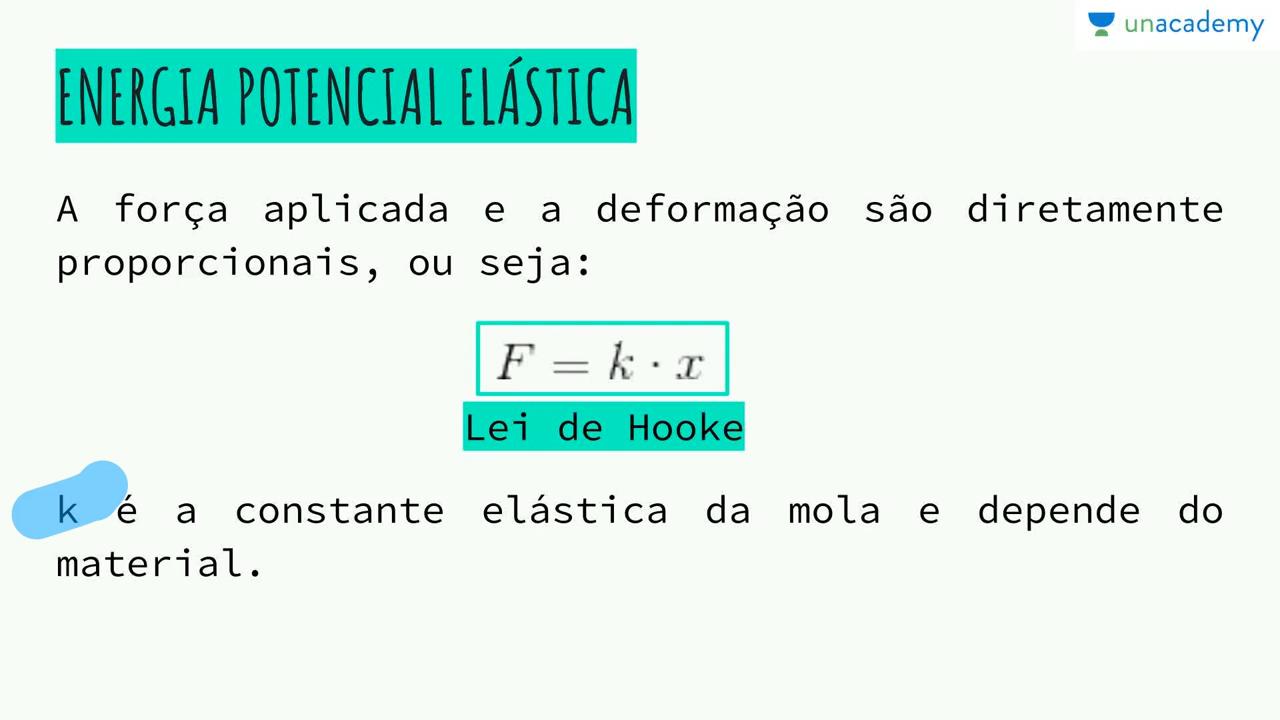 unacademy
ENERGIA POTENCIAL ELÁSTICA
A força aplicada e a deformação são diretamente
proporcionais, ou seja:
F = k · x
Lei de Hooke
k é a constante elástica da mola e depende do
material.